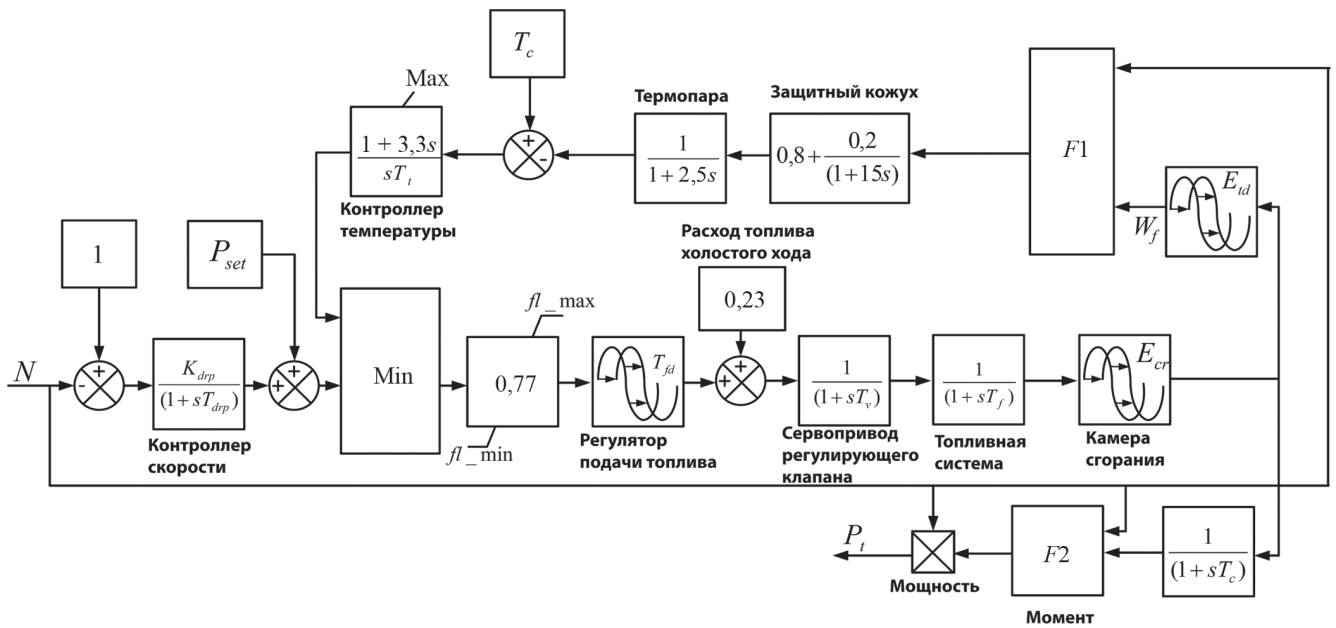 T_c
Max
Термопара
Защитный кожух
1 + 3,3s
sT_t
1
1 + 2,5s
0,8 + 0,2
(1+15s)
F1
E_td
W_f
Контроллер
температуры
1
P_set
Расход топлива
холостого хода
0,23
fl_max
N
K_drp
(1+sT_drp)
Min
0,77
T_fd
1
(1+sT_v)
1
(1+sT_f)
E_cr
fl_min
Контроллер
скорости
Регулятор
подачи топлива
Сервопривод
регулирующего
клапана
Топливная
система
Камера
сгорания
P_t
Мощность
F2
1
(1+sT_c)
Момент